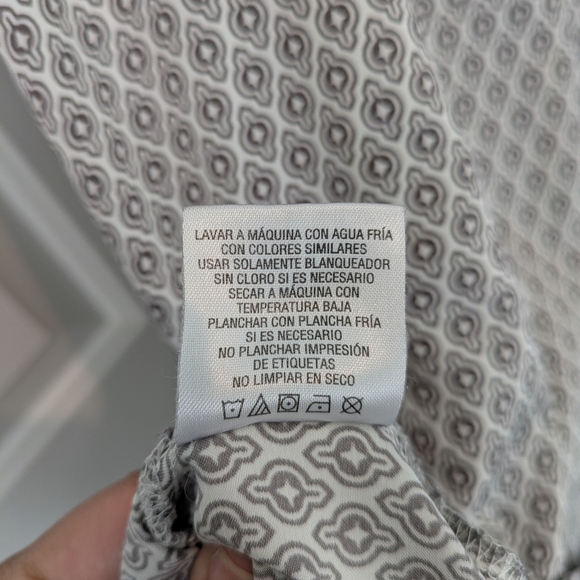 LAVAR A MÁQUINA CON AGUA FRÍA
CON COLORES SIMILARES
USAR SOLAMENTE BLANQUEADOR
SIN CLORO SI ES NECESARIO
SECAR A MÁQUINA CON
TEMPERATURA BAJA
PLANCHAR CON PLANCHA FRÍA
SI ES NECESARIO
NO PLANCHAR IMPRESIÓN
DE ETIQUETAS
NO LIMPIAR EN SECO